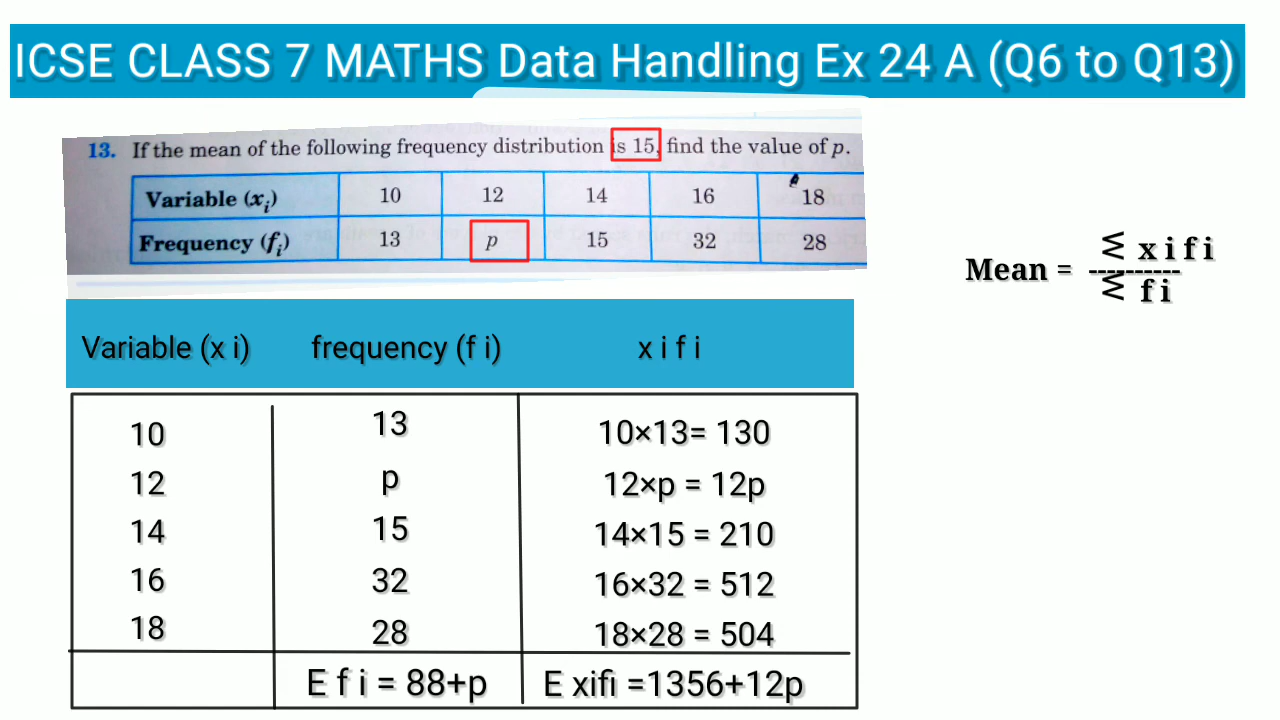 ICSE CLASS 7 MATHS Data Handling Ex 24 A (Q6 to Q13)
13. If the mean of the following frequency distribution is 15, find the value of p.
Variable (xᵢ) 10 12 14 16 18
Frequency (fᵢ) 13 p 15 32 28
Mean = Σ x i f i
----------
Σ f i
Variable (x i) frequency (f i) x i f i
10 13 10×13= 130
12 p 12×p = 12p
14 15 14×15 = 210
16 32 16×32 = 512
18 28 18×28 = 504
E f i = 88+p E xifi =1356+12p